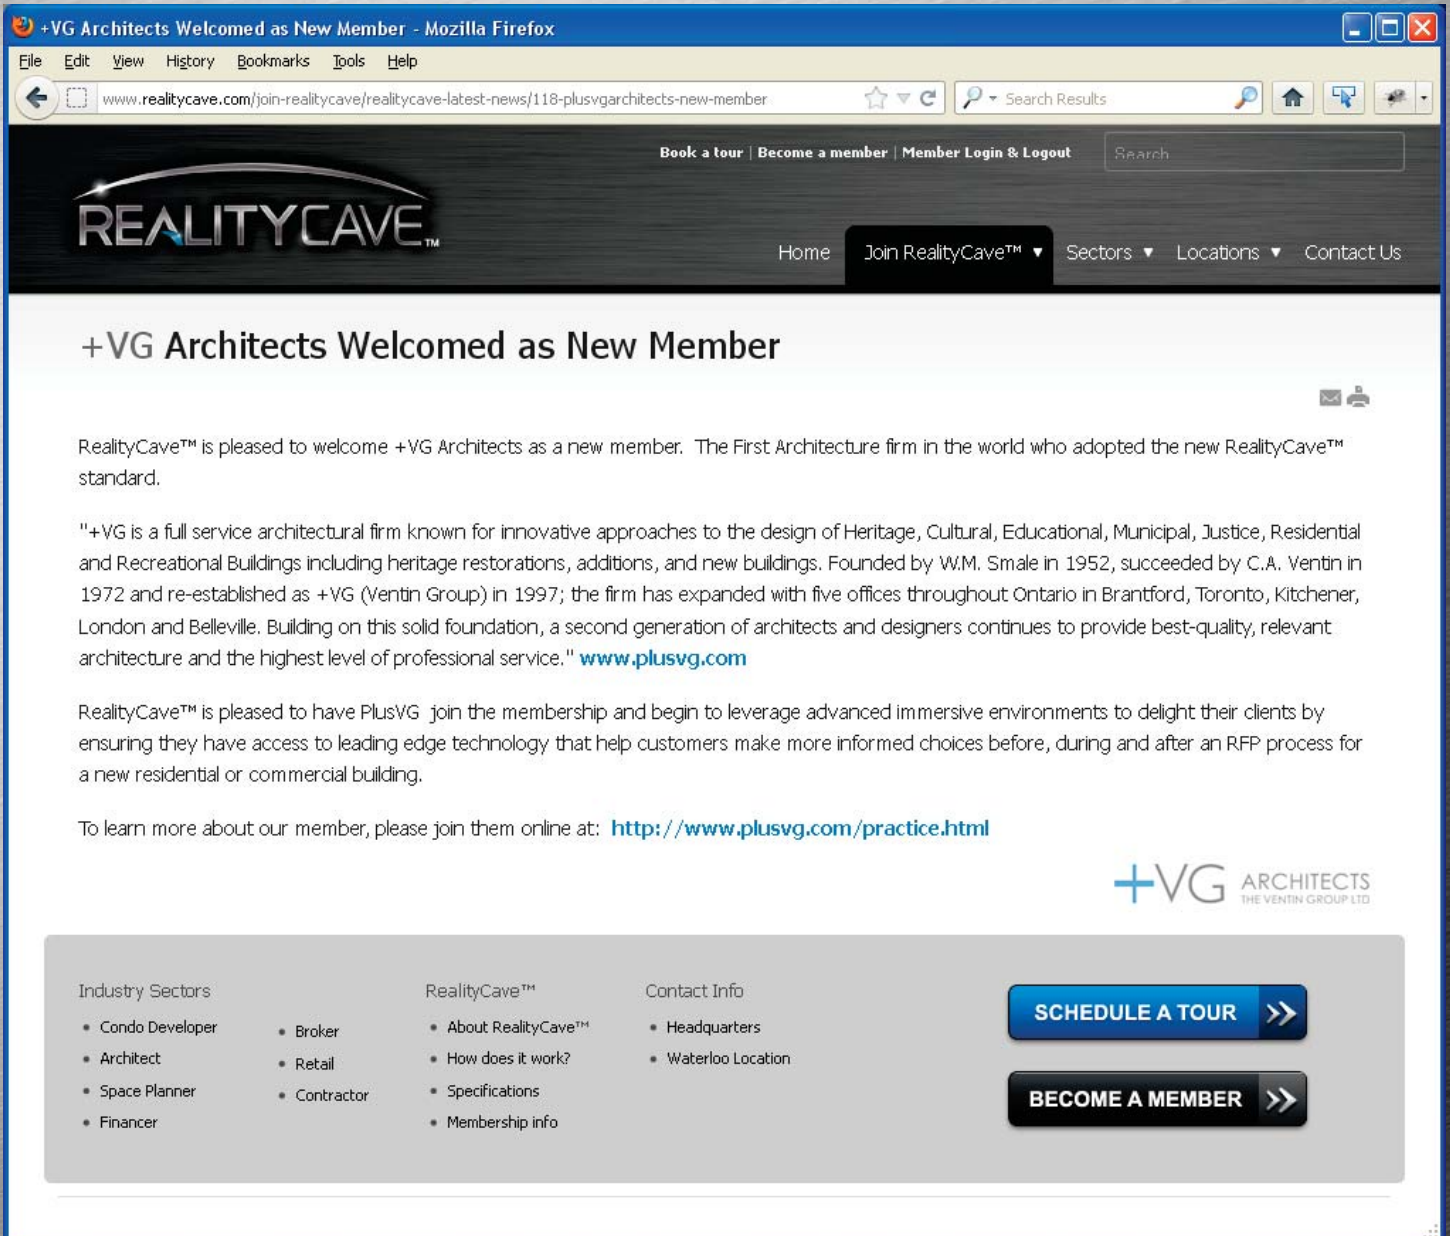 +VG Architects Welcomed as New Member - Mozilla Firefox
File Edit View History Bookmarks Tools Help
www.realitycave.com/join-realitycave/realitycave-latest-news/118-plusvgarchitects-new-member Search Results
Book a tour | Become a member | Member Login & Logout Search
REALITYCAVE™
Home Join RealityCave™ ▼ Sectors ▼ Locations ▼ Contact Us
+VG Architects Welcomed as New Member
RealityCave™ is pleased to welcome +VG Architects as a new member. The First Architecture firm in the world who adopted the new RealityCave™
standard.
"+VG is a full service architectural firm known for innovative approaches to the design of Heritage, Cultural, Educational, Municipal, Justice, Residential
and Recreational Buildings including heritage restorations, additions, and new buildings. Founded by W.M. Smale in 1952, succeeded by C.A. Ventin in
1972 and re-established as +VG (Ventin Group) in 1997; the firm has expanded with five offices throughout Ontario in Brantford, Toronto, Kitchener,
London and Belleville. Building on this solid foundation, a second generation of architects and designers continues to provide best-quality, relevant
architecture and the highest level of professional service." www.plusvg.com
RealityCave™ is pleased to have PlusVG join the membership and begin to leverage advanced immersive environments to delight their clients by
ensuring they have access to leading edge technology that help customers make more informed choices before, during and after an RFP process for
a new residential or commercial building.
To learn more about our member, please join them online at: http://www.plusvg.com/practice.html
+VG ARCHITECTS
THE VENTIN GROUP LTD
Industry Sectors
• Condo Developer
• Architect
• Space Planner
• Financer
• Broker
• Retail
• Contractor
RealityCave™
• About RealityCave™
• How does it work?
• Specifications
• Membership info
Contact Info
• Headquarters
• Waterloo Location
SCHEDULE A TOUR
BECOME A MEMBER